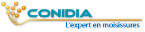 CONIDIA
L'expert en moisissures